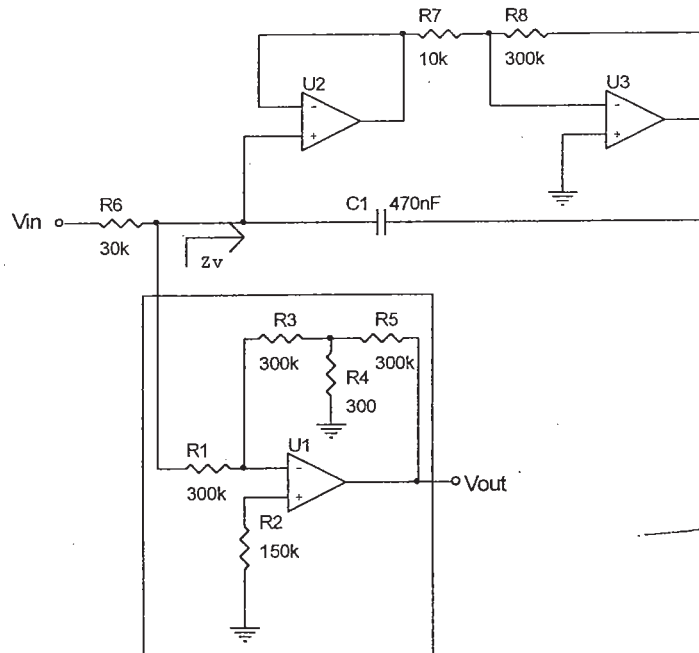 R7
R8
10k
300k
U2
U3
-
+
-
+
R6
C1
470nF
Vin
30k
Zv
R3
R5
300k
300k
R4
300
R1
U1
300k
-
+
Vout
R2
150k